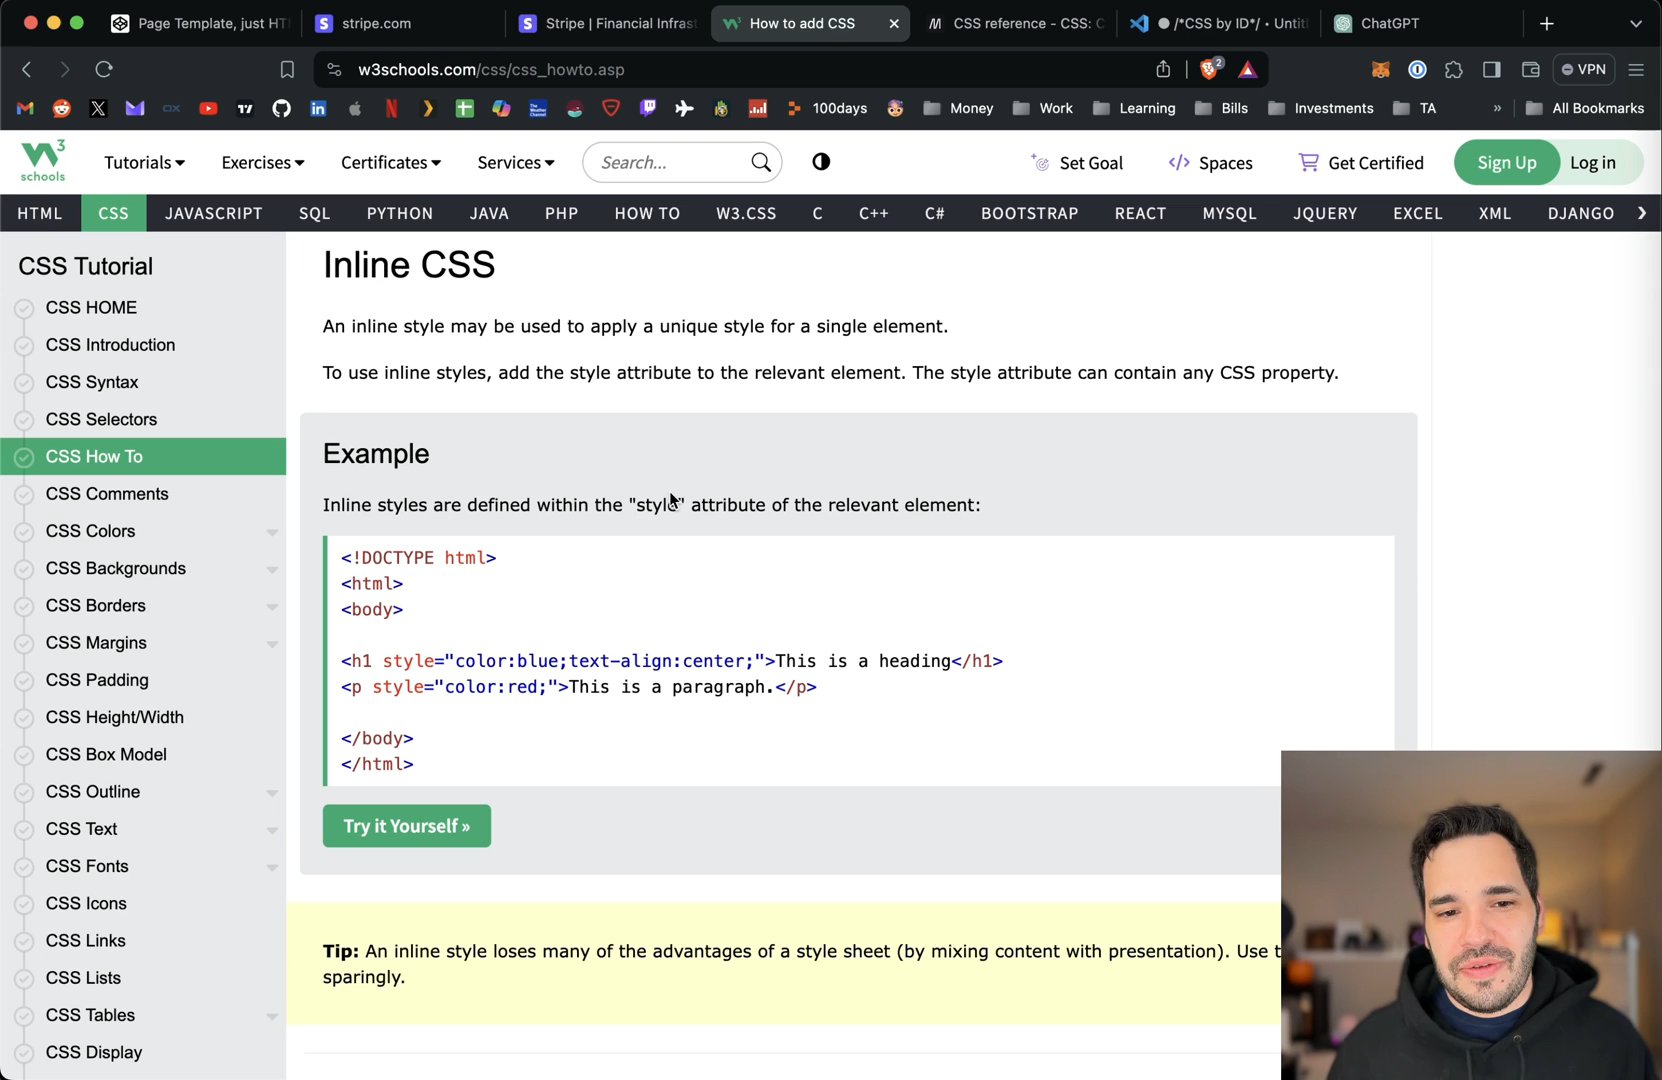 Page Template, just HT
stripe.com
Stripe | Financial Infrast
How to add CSS
CSS reference - CSS: C
/*CSS by ID*/ • Untitl
ChatGPT
w3schools.com/css/css_howto.asp
2
VPN
100days
Money
Work
Learning
Bills
Investments
TA
»
All Bookmarks
W3
schools
Tutorials
Exercises
Certificates
Services
Search...
Set Goal
Spaces
Get Certified
Sign Up
Log in
HTML
CSS
JAVASCRIPT
SQL
PYTHON
JAVA
PHP
HOW TO
W3.CSS
C
C++
C#
BOOTSTRAP
REACT
MYSQL
JQUERY
EXCEL
XML
DJANGO
CSS Tutorial
CSS HOME
CSS Introduction
CSS Syntax
CSS Selectors
CSS How To
CSS Comments
CSS Colors
CSS Backgrounds
CSS Borders
CSS Margins
CSS Padding
CSS Height/Width
CSS Box Model
CSS Outline
CSS Text
CSS Fonts
CSS Icons
CSS Links
CSS Lists
CSS Tables
CSS Display
Inline CSS
An inline style may be used to apply a unique style for a single element.
To use inline styles, add the style attribute to the relevant element. The style attribute can contain any CSS property.
Example
Inline styles are defined within the "style" attribute of the relevant element:
<!DOCTYPE html>
<html>
<body>
<h1 style="color:blue;text-align:center;">This is a heading</h1>
<p style="color:red;">This is a paragraph.</p>
</body>
</html>
Try it Yourself »
Tip: An inline style loses many of the advantages of a style sheet (by mixing content with presentation). Use t
sparingly.